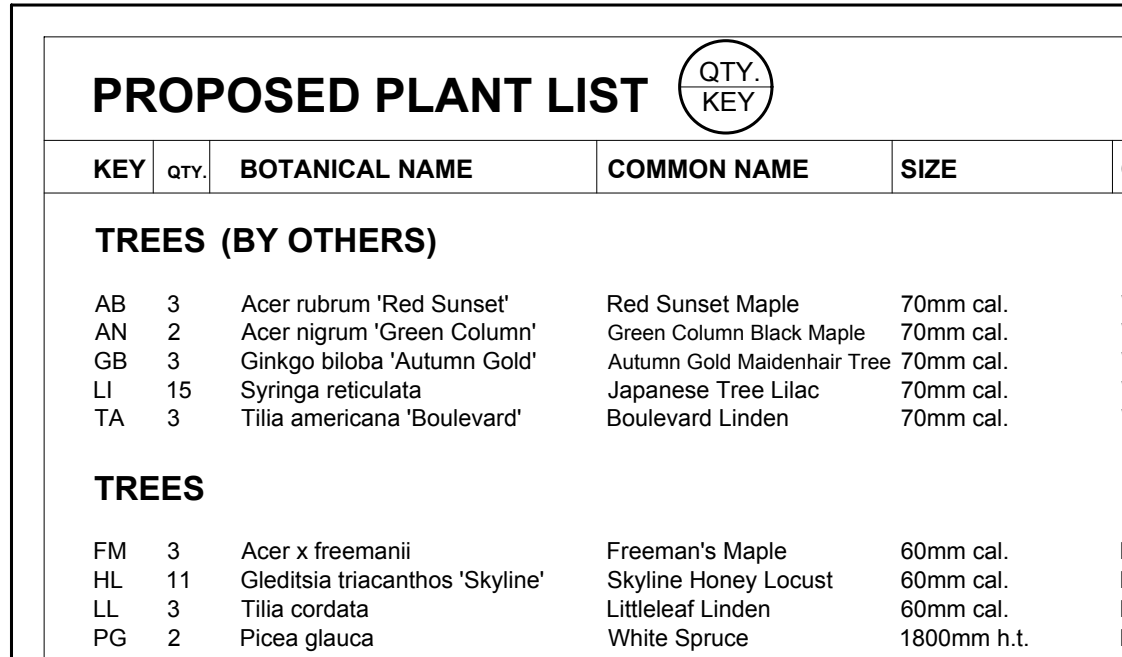 PROPOSED PLANT LIST QTY. KEY
KEY QTY. BOTANICAL NAME COMMON NAME SIZE
TREES (BY OTHERS)
AB 3 Acer rubrum 'Red Sunset' Red Sunset Maple 70mm cal.
AN 2 Acer nigrum 'Green Column' Green Column Black Maple 70mm cal.
GB 3 Ginkgo biloba 'Autumn Gold' Autumn Gold Maidenhair Tree 70mm cal.
LI 15 Syringa reticulata Japanese Tree Lilac 70mm cal.
TA 3 Tilia americana 'Boulevard' Boulevard Linden 70mm cal.
TREES
FM 3 Acer x freemanii Freeman's Maple 60mm cal.
HL 11 Gleditsia triacanthos 'Skyline' Skyline Honey Locust 60mm cal.
LL 3 Tilia cordata Littleleaf Linden 60mm cal.
PG 2 Picea glauca White Spruce 1800mm h.t.